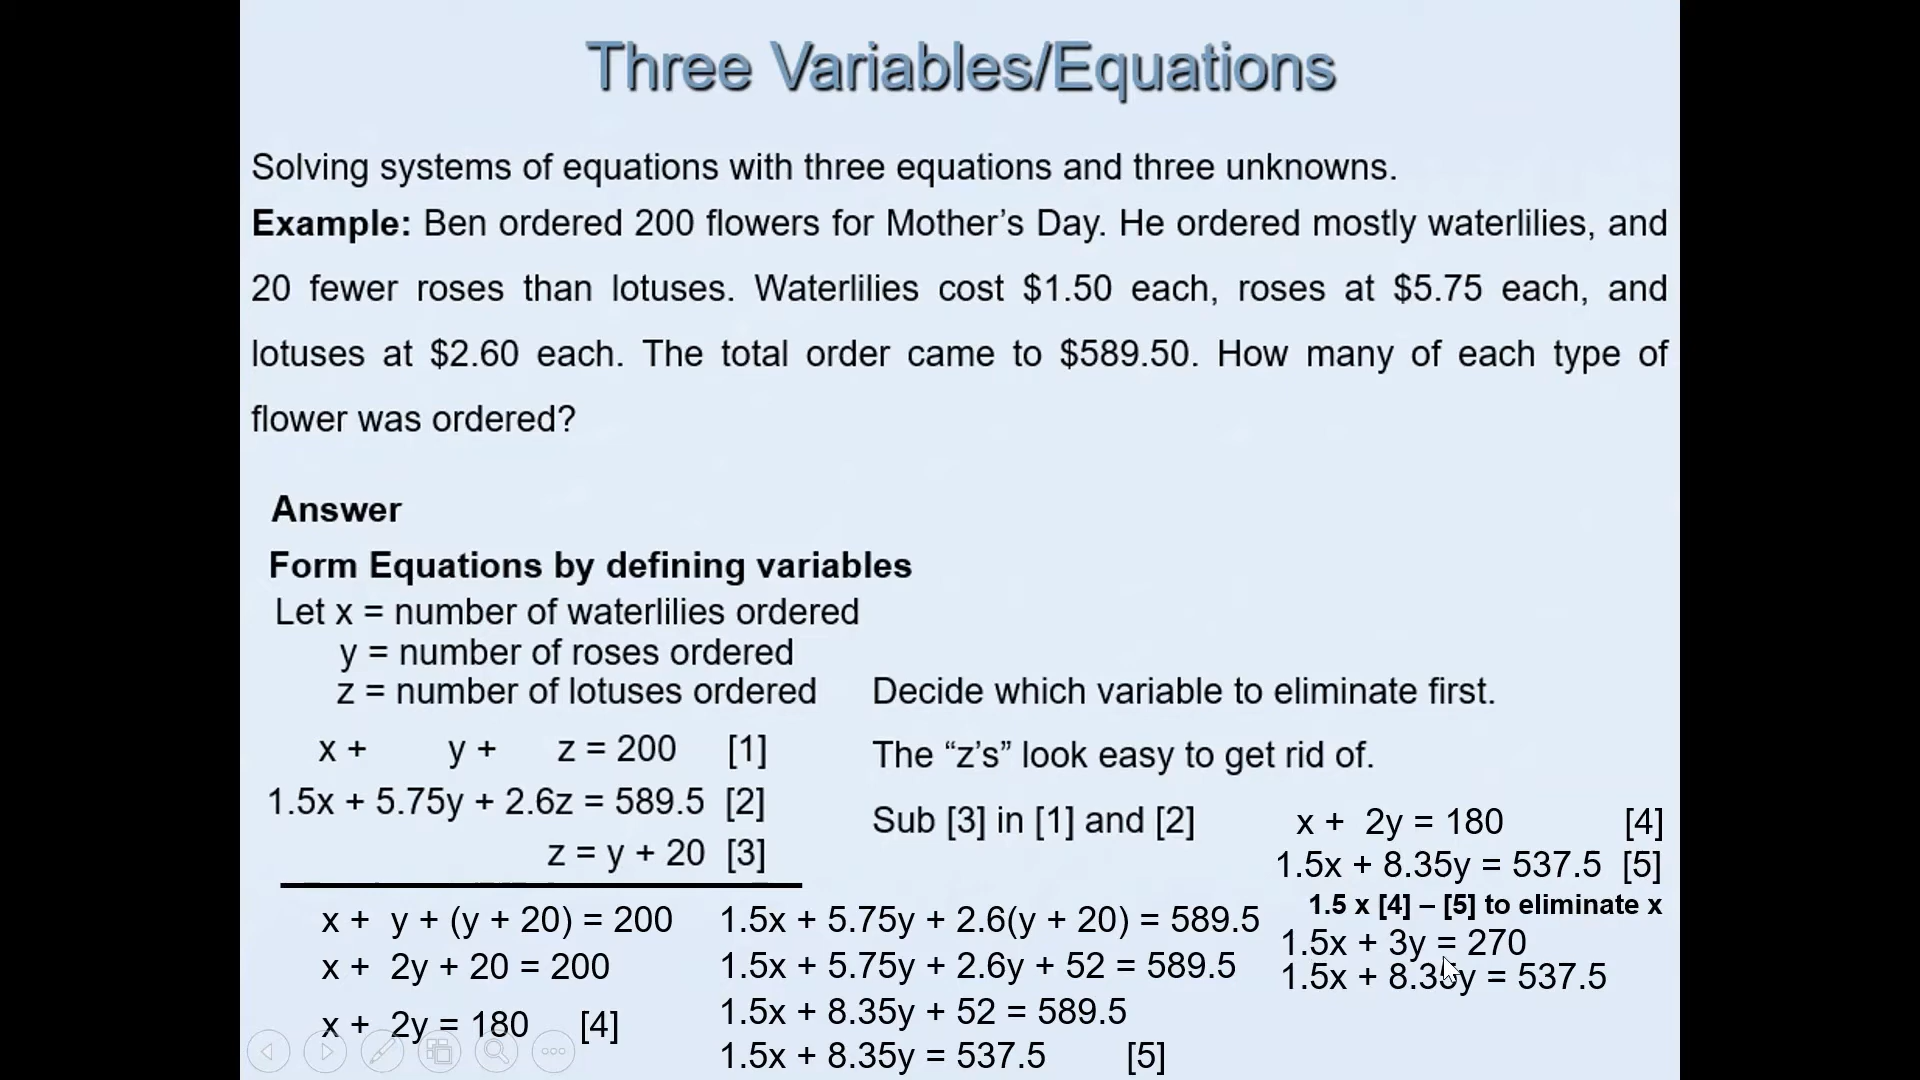 Three Variables/Equations
Solving systems of equations with three equations and three unknowns.
Example: Ben ordered 200 flowers for Mother’s Day. He ordered mostly waterlilies, and
20 fewer roses than lotuses. Waterlilies cost $1.50 each, roses at $5.75 each, and
lotuses at $2.60 each. The total order came to $589.50. How many of each type of
flower was ordered?
Answer
Form Equations by defining variables
Let x = number of waterlilies ordered
y = number of roses ordered
z = number of lotuses ordered
x + y + z = 200 [1]
1.5x + 5.75y + 2.6z = 589.5 [2]
z = y + 20 [3]
Decide which variable to eliminate first.
The “z’s” look easy to get rid of.
Sub [3] in [1] and [2]
x + y + (y + 20) = 200
x + 2y + 20 = 200
x + 2y = 180 [4]
1.5x + 5.75y + 2.6(y + 20) = 589.5
1.5x + 5.75y + 2.6y + 52 = 589.5
1.5x + 8.35y + 52 = 589.5
1.5x + 8.35y = 537.5 [5]
x + 2y = 180 [4]
1.5x + 8.35y = 537.5 [5]
1.5 x [4] – [5] to eliminate x
1.5x + 3y = 270
1.5x + 8.35y = 537.5